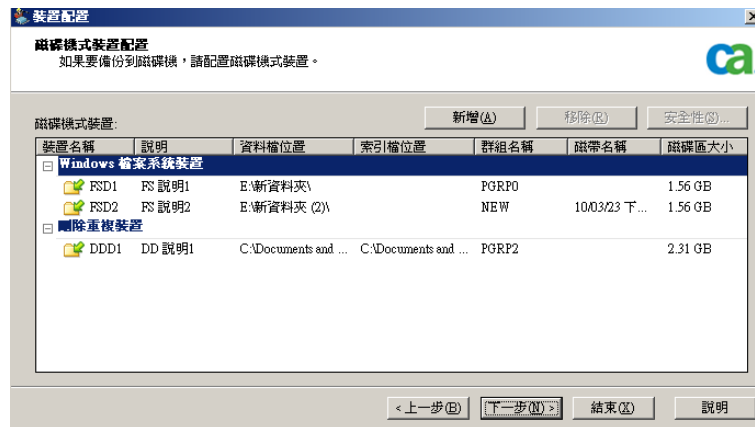 裝置配置
磁碟機式裝置配置
如果要備份到磁碟機，請配置磁碟機式裝置。
ca
新增(A) 移除(R) 安全性(S)...
磁碟機式裝置:
裝置名稱 說明 資料檔位置 索引檔位置 群組名稱 磁帶名稱 磁碟區大小
Windows 檔案系統裝置
FSD1 FS 說明1 E:\新資料夾\ PGRP0 1.56 GB
FSD2 FS 說明2 E:\新資料夾 (2)\ NEW 10/03/23 下... 1.56 GB
刪除重複裝置
DDD1 DD 說明1 C:\Documents and ... C:\Documents and ... PGRP2 2.31 GB
<上一步(B) 下一步(N)> 結束(X) 說明